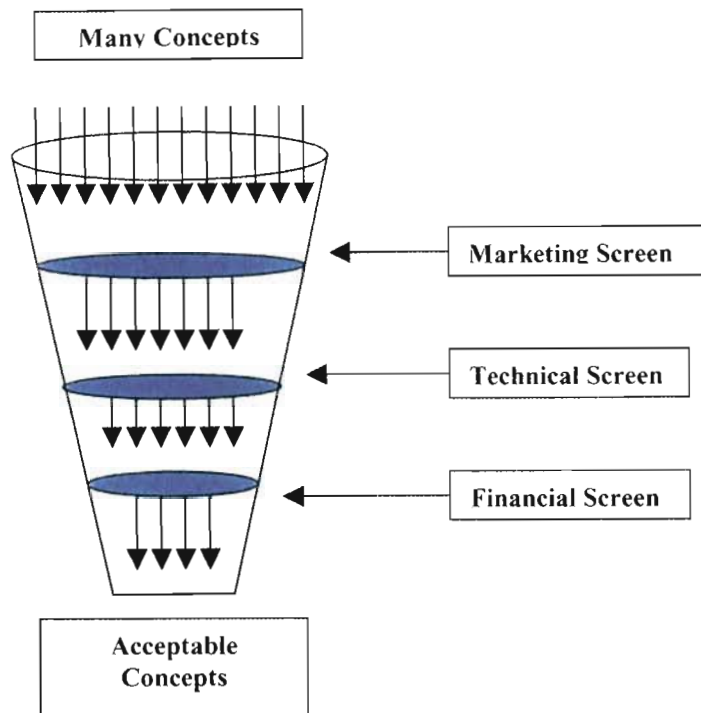 Many Concepts
Marketing Screen
Technical Screen
Financial Screen
Acceptable
Concepts